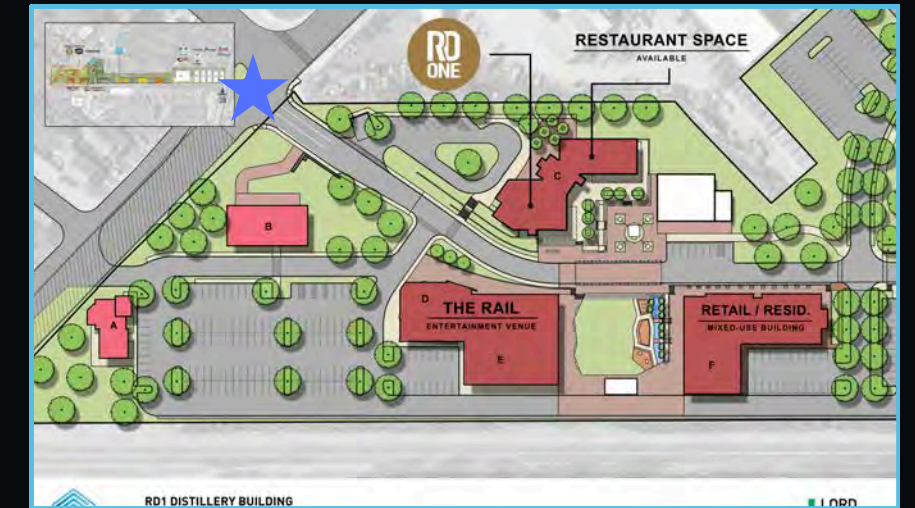 RD
ONE
RESTAURANT SPACE
AVAILABLE
C
B
A
D
THE RAIL
ENTERTAINMENT VENUE
E
RETAIL / RESID.
MIXED-USE BUILDING
F
RD1 DISTILLERY BUILDING
LORD